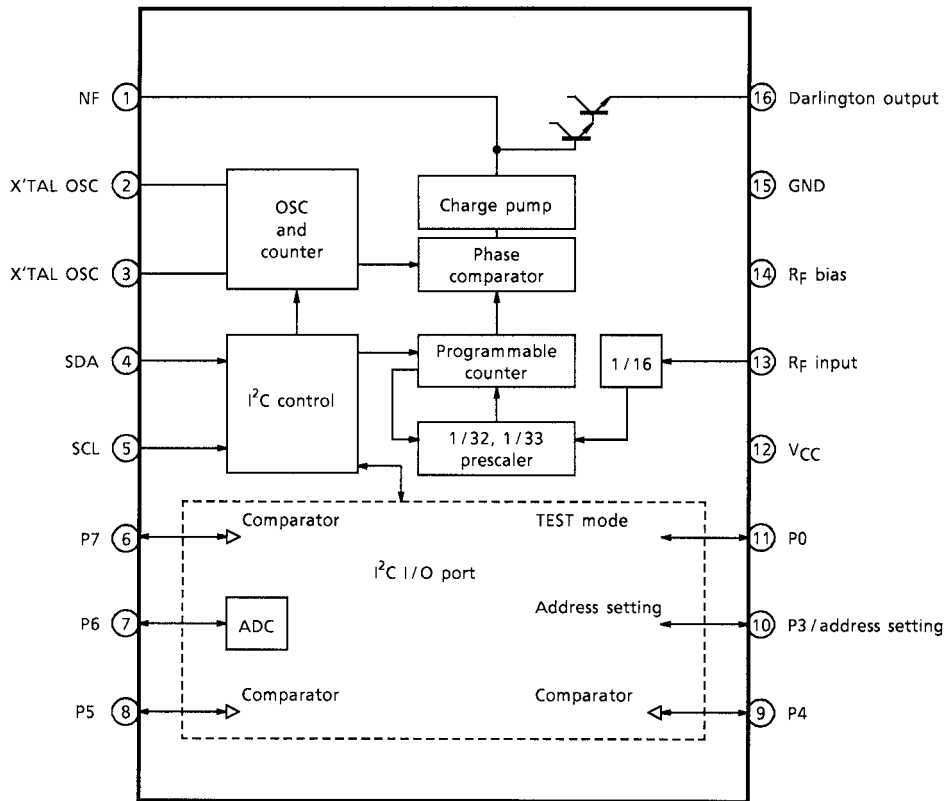 NF 1
16 Darlington output
X'TAL OSC 2
OSC
and
counter
Charge pump
15 GND
X'TAL OSC 3
Phase
comparator
14 RF bias
SDA 4
I²C control
Programmable
counter
1/16
13 RF input
SCL 5
1/32, 1/33
prescaler
12 VCC
P7 6
Comparator
TEST mode
11 P0
I²C I/O port
P6 7
ADC
Address setting
10 P3/address setting
P5 8
Comparator
Comparator
9 P4